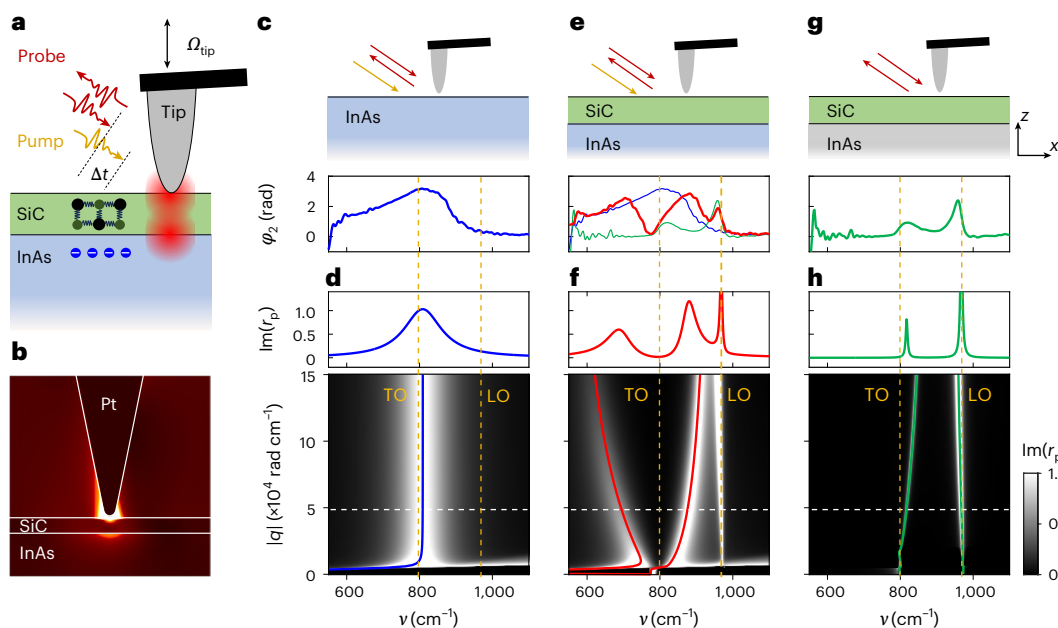 a
Ω_tip
Probe
Pump
Δt
Tip
SiC
InAs
b
Pt
SiC
InAs
c
InAs
φ₂ (rad)
4
2
0
d
Im(r_p)
1.0
0.5
0
|q| (×10⁴ rad cm⁻¹)
15
10
5
0
TO
LO
600
800
1,000
ν (cm⁻¹)
e
SiC
InAs
f
TO
LO
600
800
1,000
ν (cm⁻¹)
g
SiC
InAs
z
x
h
TO
LO
600
800
1,000
ν (cm⁻¹)
0